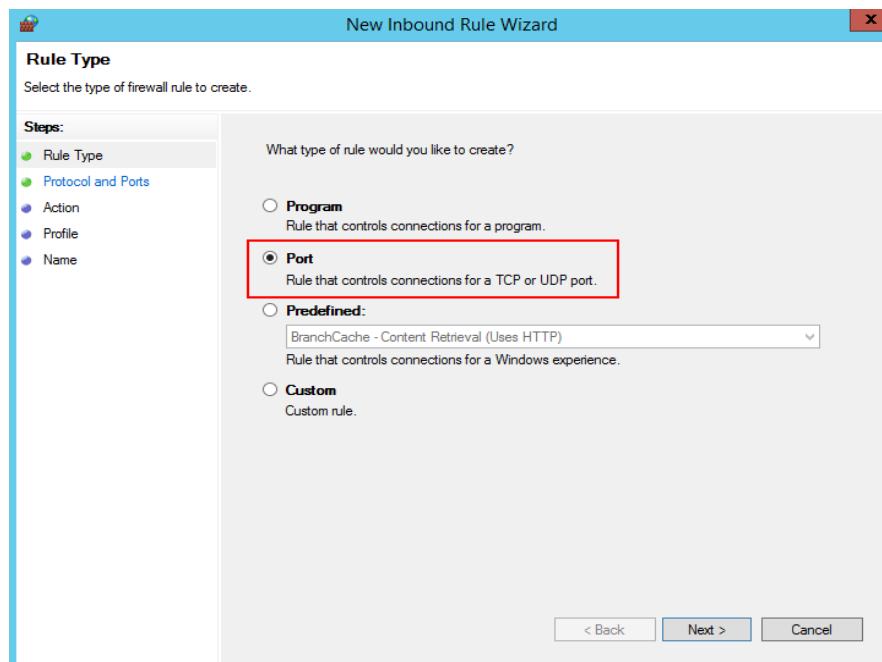 New Inbound Rule Wizard
x
Rule Type
Select the type of firewall rule to create.
Steps:
Rule Type
Protocol and Ports
Action
Profile
Name
What type of rule would you like to create?
Program
Rule that controls connections for a program.
Port
Rule that controls connections for a TCP or UDP port.
Predefined:
BranchCache - Content Retrieval (Uses HTTP)
Rule that controls connections for a Windows experience.
Custom
Custom rule.
< Back
Next >
Cancel